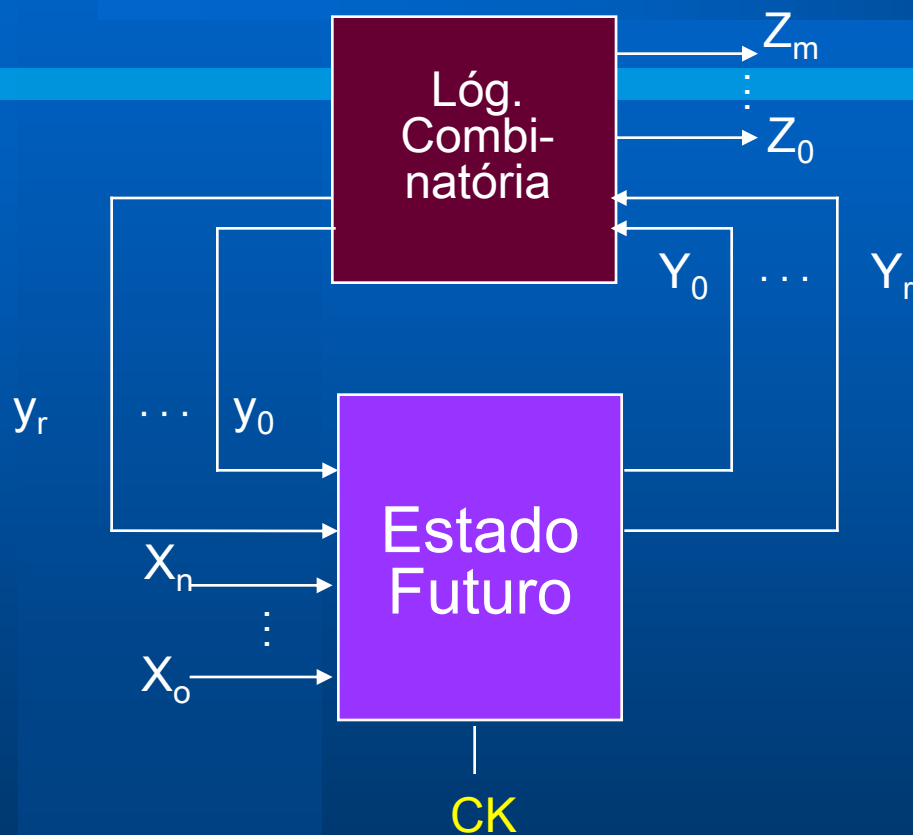 Zm
⋮
Lóg.
Combi-
natória
Z0
Y0 . . . Yr
yr . . . y0
Estado
Futuro
Xn
⋮
Xo
CK